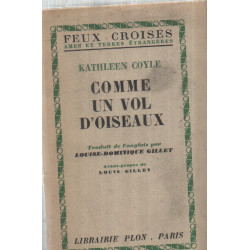 FEUX CROISÉS
AMES ET TERRES ÉTRANGÈRES
KATHLEEN COYLE
COMME
UN VOL
D'OISEAUX
Traduit de l'anglais par
LOUISE-DOMITIQUE GILLET
avant-propos de
LOUIS GILLET
LIBRAIRIE PLON . PARIS